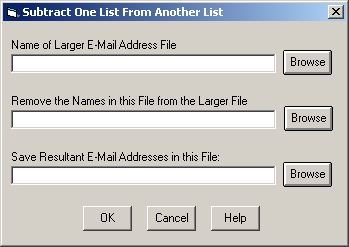 Subtract One List From Another List
Name of Larger E-Mail Address File
Browse
Remove the Names in this File from the Larger File
Browse
Save Resultant E-Mail Addresses in this File:
Browse
OK Cancel Help